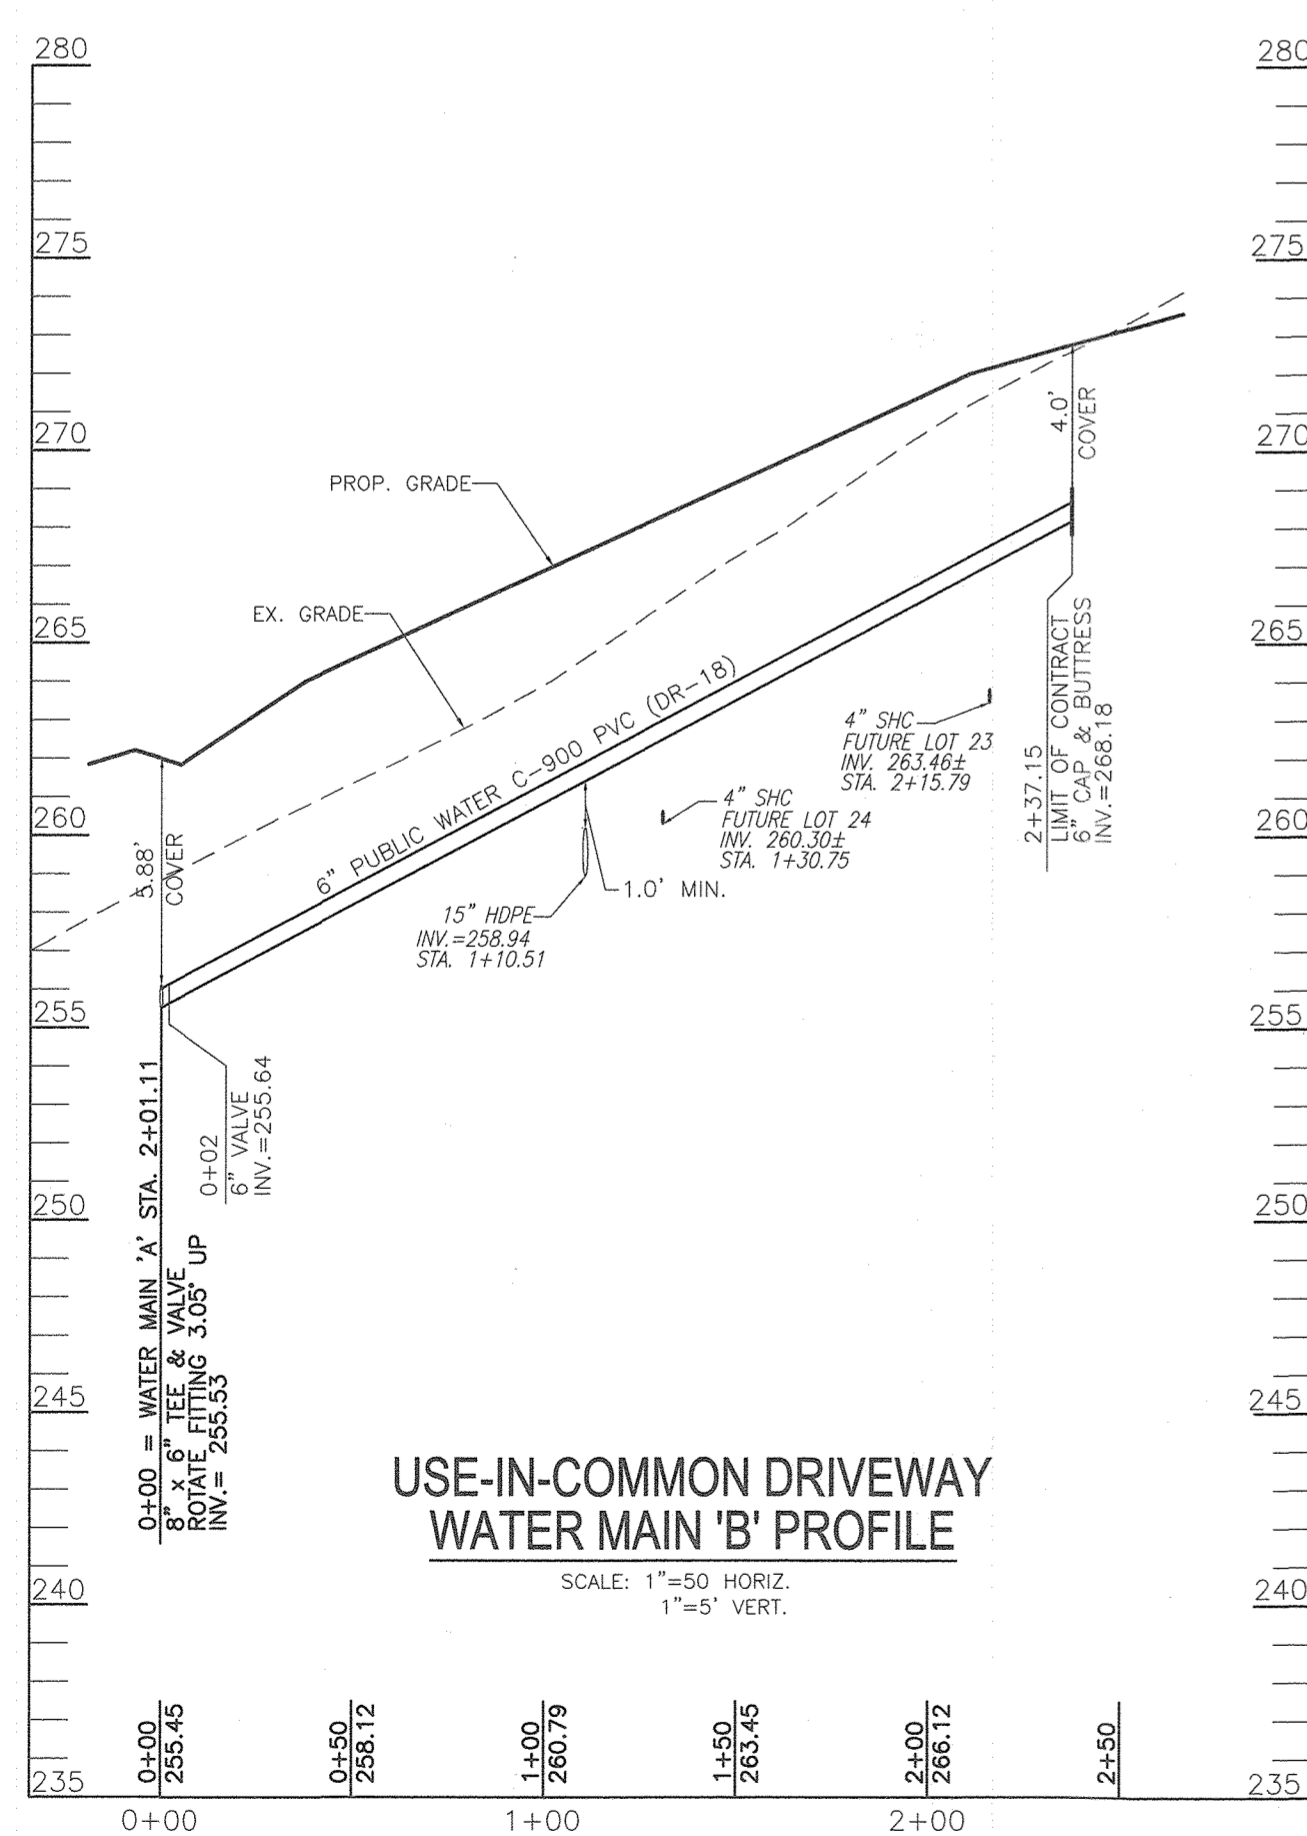 280
275
270
265
260
255
250
245
240
235
280
275
270
265
260
255
250
245
240
235
PROP. GRADE
EX. GRADE
6" PUBLIC WATER C-900 PVC (DR-18)
5.88'
COVER
4.0'
COVER
15" HDPE
INV.=258.94
STA. 1+10.51
1.0' MIN.
4" SHC
FUTURE LOT 24
INV. 260.30±
STA. 1+30.75
4" SHC
FUTURE LOT 23
INV. 263.46±
STA. 2+15.79
2+37.15
LIMIT OF CONTRACT
6" CAP & BUTTRESS
INV.=268.18
0+02
6" VALVE
INV.=255.64
0+00 = WATER MAIN 'A' STA. 2+01.11
8" x 6" TEE & VALVE
ROTATE FITTING 3.05° UP
INV.= 255.53
USE-IN-COMMON DRIVEWAY
WATER MAIN 'B' PROFILE
SCALE: 1"=50 HORIZ.
1"=5' VERT.
0+00
255.45
0+50
258.12
1+00
260.79
1+50
263.45
2+00
266.12
2+50
0+00
1+00
2+00